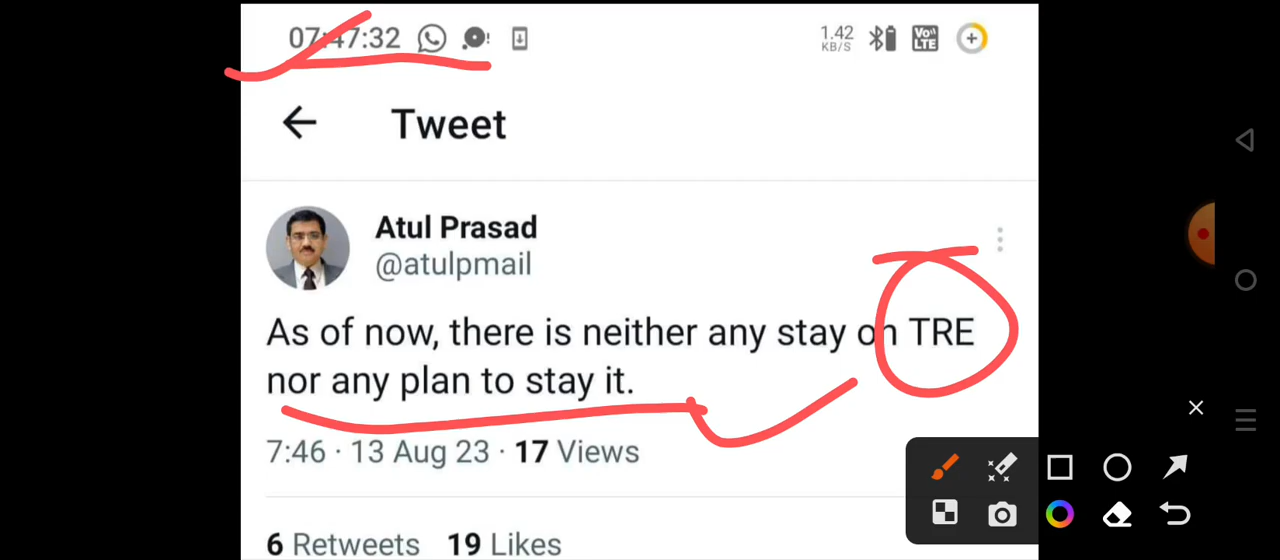 07:47:32
1.42
KB/S
Vo))
LTE
Tweet
Atul Prasad
@atulpmail
As of now, there is neither any stay on TRE
nor any plan to stay it.
7:46 · 13 Aug 23 · 17 Views
6 Retweets 19 Likes